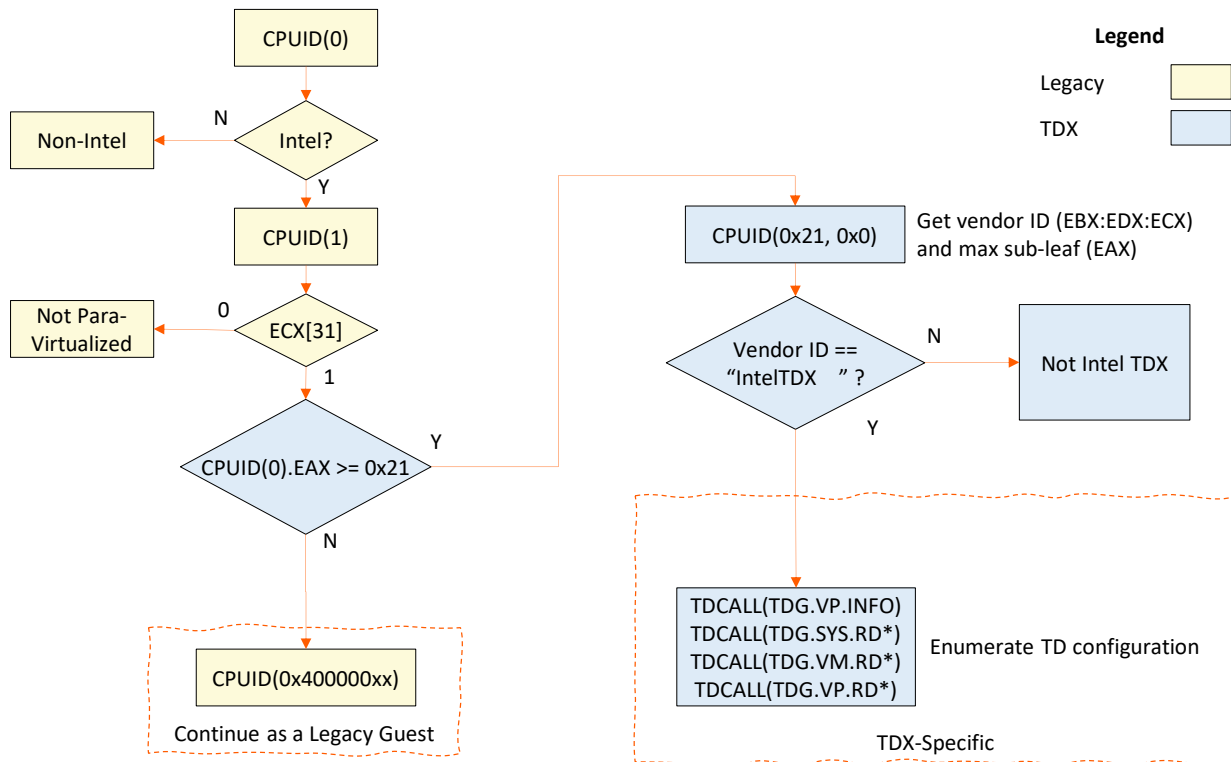 CPUID(0)
Legend
Legacy
TDX
N
Non-Intel
Intel?
Y
CPUID(1)
0
Not Para-
Virtualized
ECX[31]
1
CPUID(0).EAX >= 0x21
Y
N
CPUID(0x400000xx)
Continue as a Legacy Guest
CPUID(0x21, 0x0)
Get vendor ID (EBX:EDX:ECX)
and max sub-leaf (EAX)
Vendor ID ==
“IntelTDX    ” ?
N
Not Intel TDX
Y
TDCALL(TDG.VP.INFO)
TDCALL(TDG.SYS.RD*)
TDCALL(TDG.VM.RD*)
TDCALL(TDG.VP.RD*)
Enumerate TD configuration
TDX-Specific